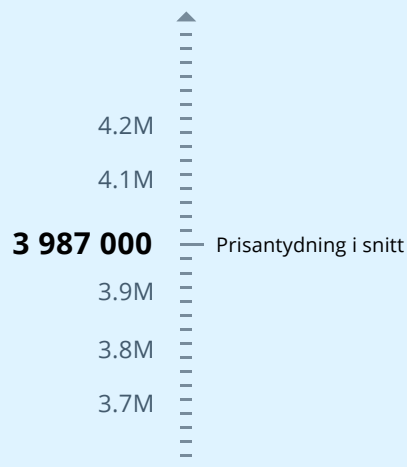 4.2M
4.1M
3 987 000 Prisantydning i snitt
3.9M
3.8M
3.7M